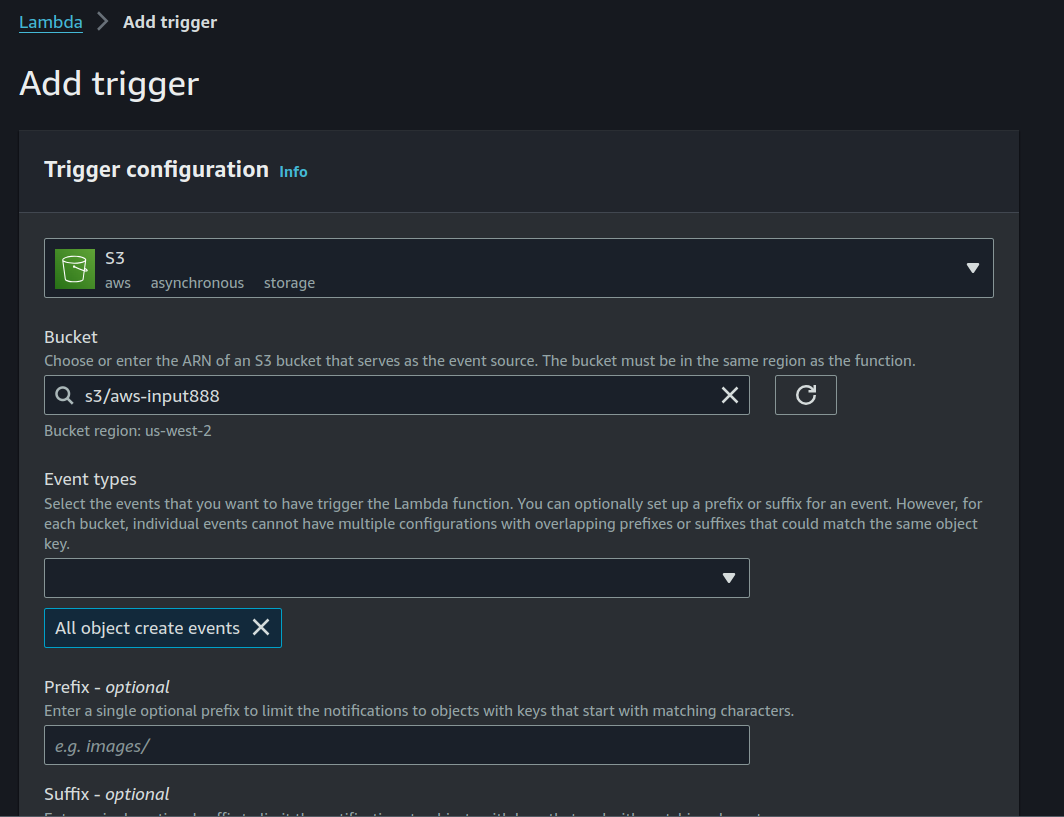 Lambda > Add trigger
Add trigger
Trigger configuration Info
S3
aws asynchronous storage
Bucket
Choose or enter the ARN of an S3 bucket that serves as the event source. The bucket must be in the same region as the function.
s3/aws-input888
Bucket region: us-west-2
Event types
Select the events that you want to have trigger the Lambda function. You can optionally set up a prefix or suffix for an event. However, for
each bucket, individual events cannot have multiple configurations with overlapping prefixes or suffixes that could match the same object
key.
All object create events
Prefix - optional
Enter a single optional prefix to limit the notifications to objects with keys that start with matching characters.
e.g. images/
Suffix - optional